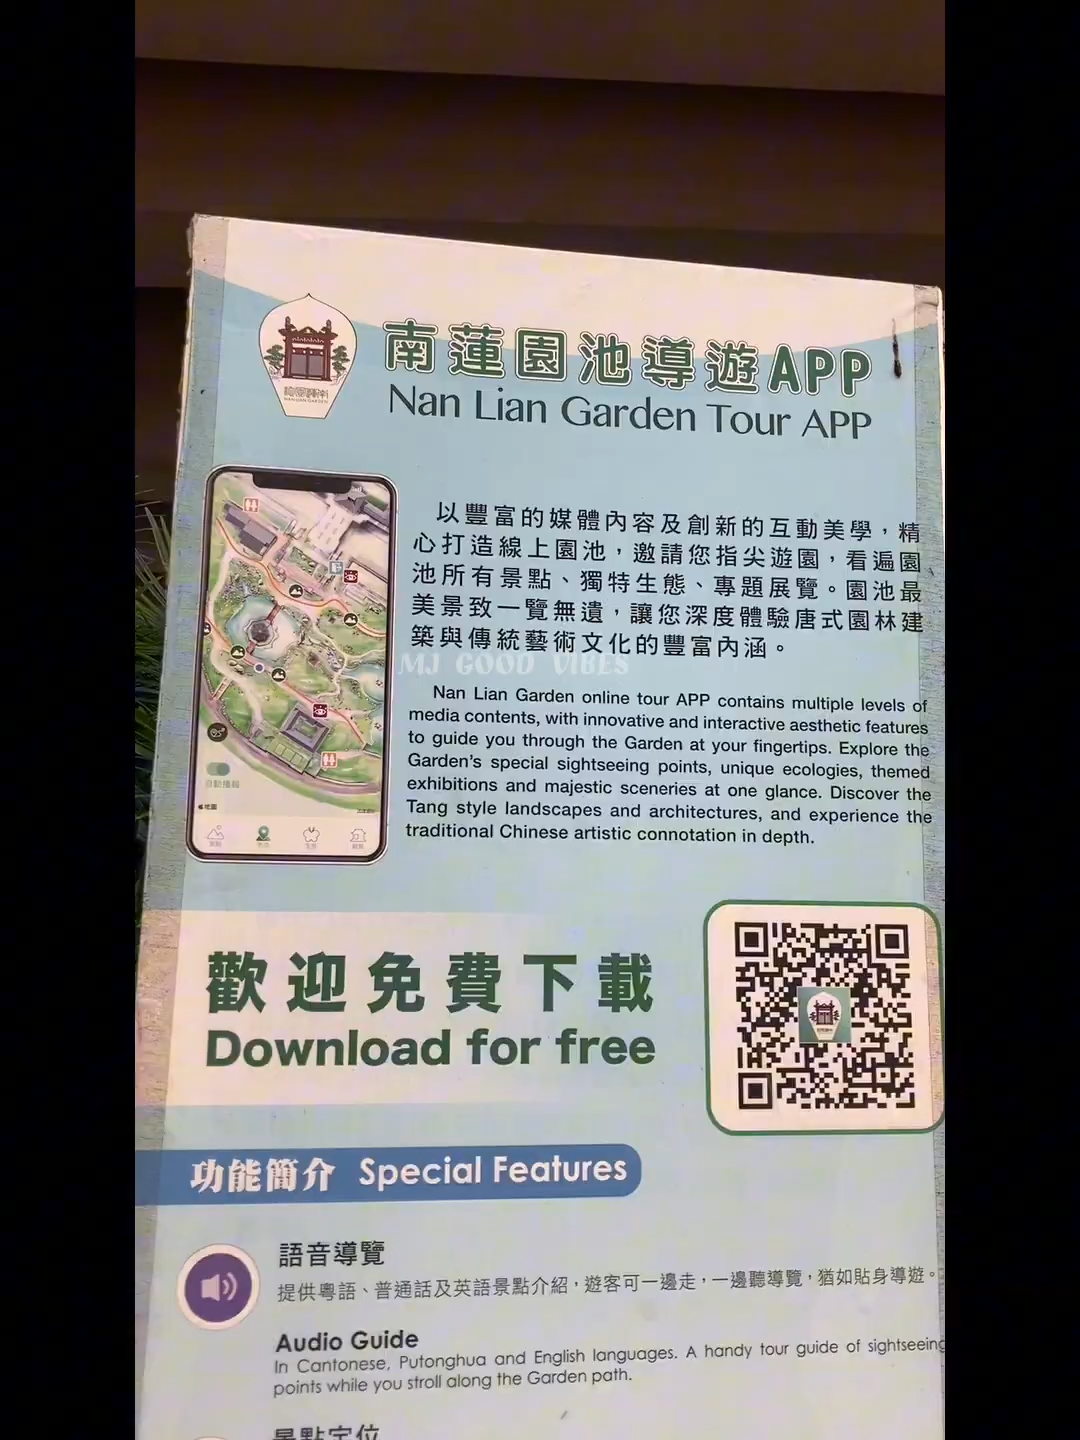 南蓮園池導遊APP
Nan Lian Garden Tour APP
以豐富的媒體內容及創新的互動美學，精
心打造線上園池，邀請您指尖遊園，看遍園
池所有景點、獨特生態、專題展覽。園池最
美景致一覽無遺，讓您深度體驗唐式園林建
築與傳統藝術文化的豐富內涵。
MJ GOOD VIBES
Nan Lian Garden online tour APP contains multiple levels of
media contents, with innovative and interactive aesthetic features
to guide you through the Garden at your fingertips. Explore the
Garden's special sightseeing points, unique ecologies, themed
exhibitions and majestic sceneries at one glance. Discover the
Tang style landscapes and architectures, and experience the
traditional Chinese artistic connotation in depth.
自動播報
地圖
歡迎免費下載
Download for free
功能簡介 Special Features
語音導覽
提供粵語、普通話及英語景點介紹，遊客可一邊走，一邊聽導覽，猶如貼身導遊。
Audio Guide
In Cantonese, Putonghua and English languages. A handy tour guide of sightseeing
points while you stroll along the Garden path.
景點定位